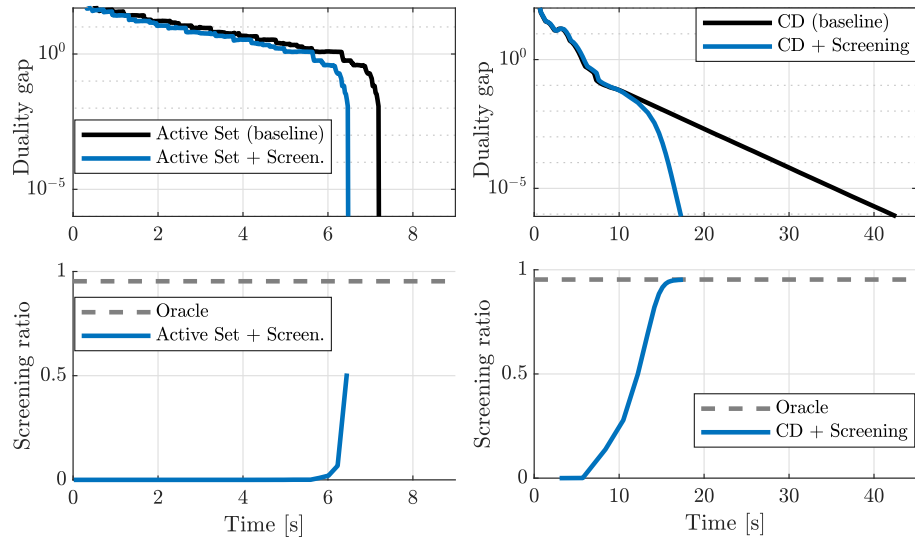 Duality gap
10^0
10^-5
Active Set (baseline)
Active Set + Screen.
0 2 4 6 8
Duality gap
10^0
10^-5
CD (baseline)
CD + Screening
0 10 20 30 40
Screening ratio
1
0.5
0
Oracle
Active Set + Screen.
0 2 4 6 8
Time [s]
Screening ratio
1
0.5
0
Oracle
CD + Screening
0 10 20 30 40
Time [s]